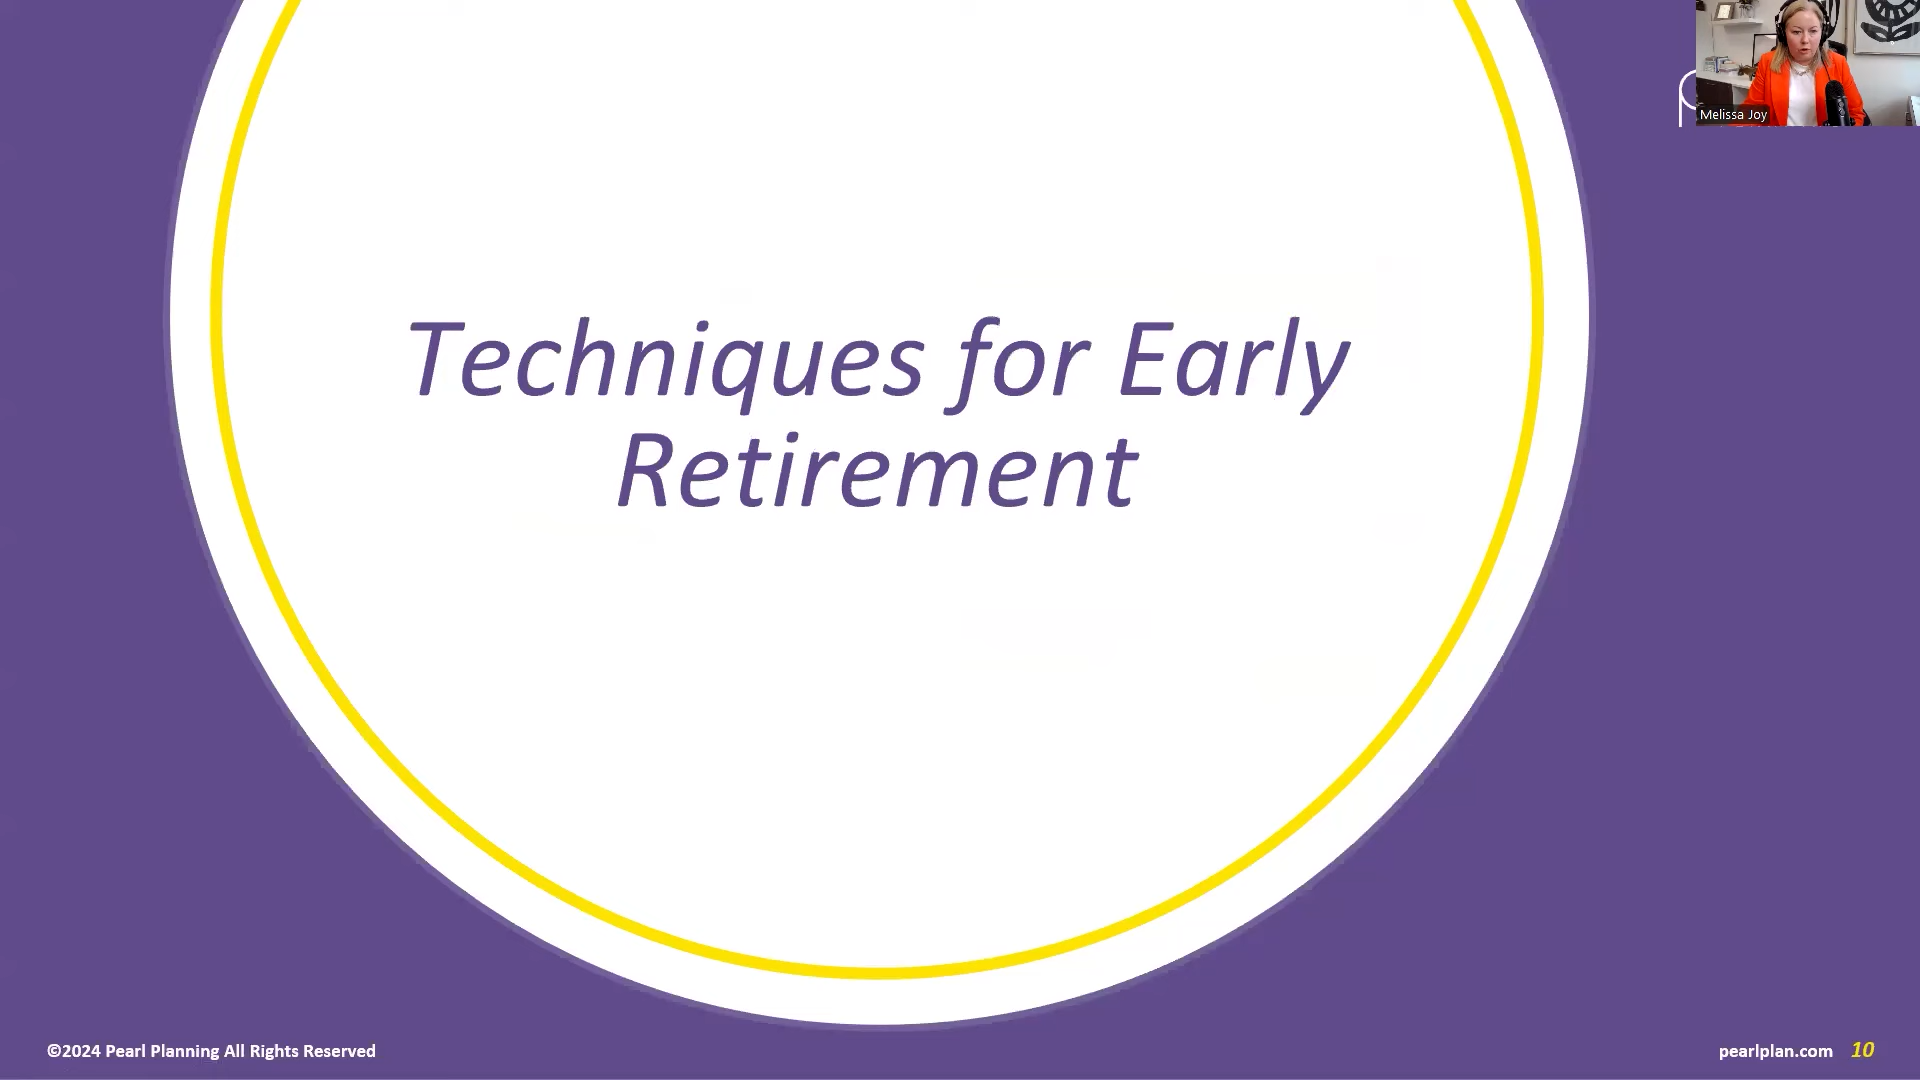 Melissa Joy
Techniques for Early
Retirement
©2024 Pearl Planning All Rights Reserved
pearlplan.com 10